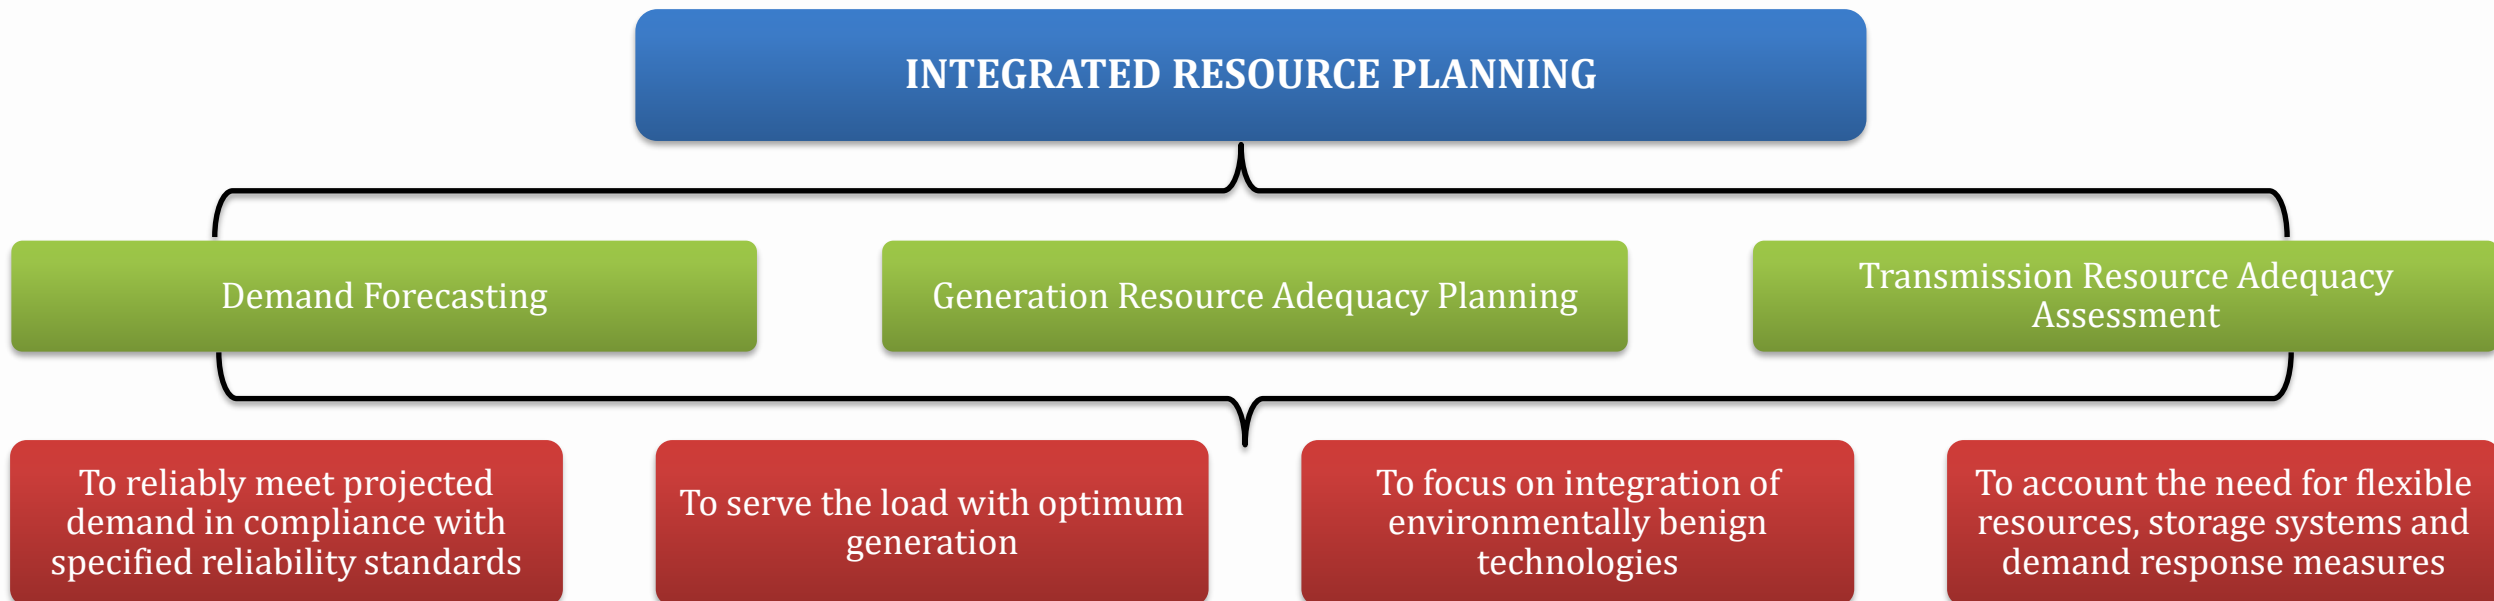 INTEGRATED RESOURCE PLANNING
Demand Forecasting
Generation Resource Adequacy Planning
Transmission Resource Adequacy
Assessment
To reliably meet projected
demand in compliance with
specified reliability standards
To serve the load with optimum
generation
To focus on integration of
environmentally benign
technologies
To account the need for flexible
resources, storage systems and
demand response measures